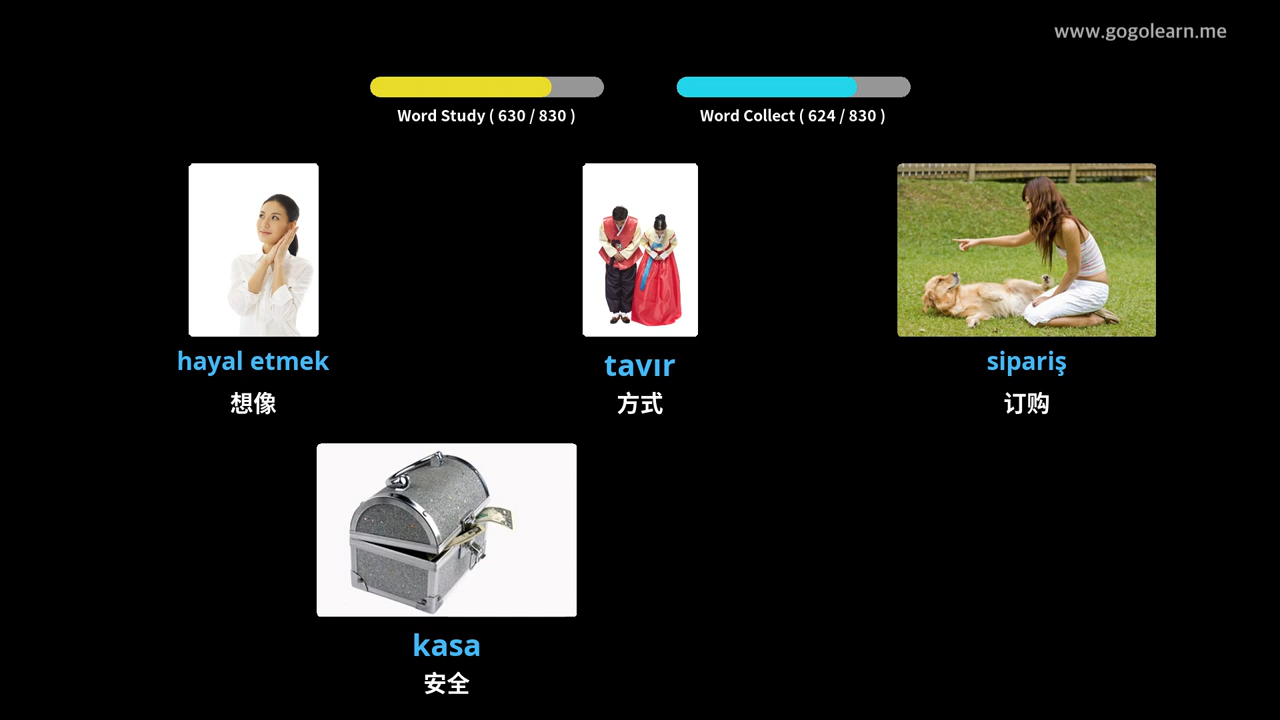 www.gogolearn.me
Word Study ( 630 / 830 )
Word Collect ( 624 / 830 )
hayal etmek
想像
tavır
方式
sipariş
订购
kasa
安全